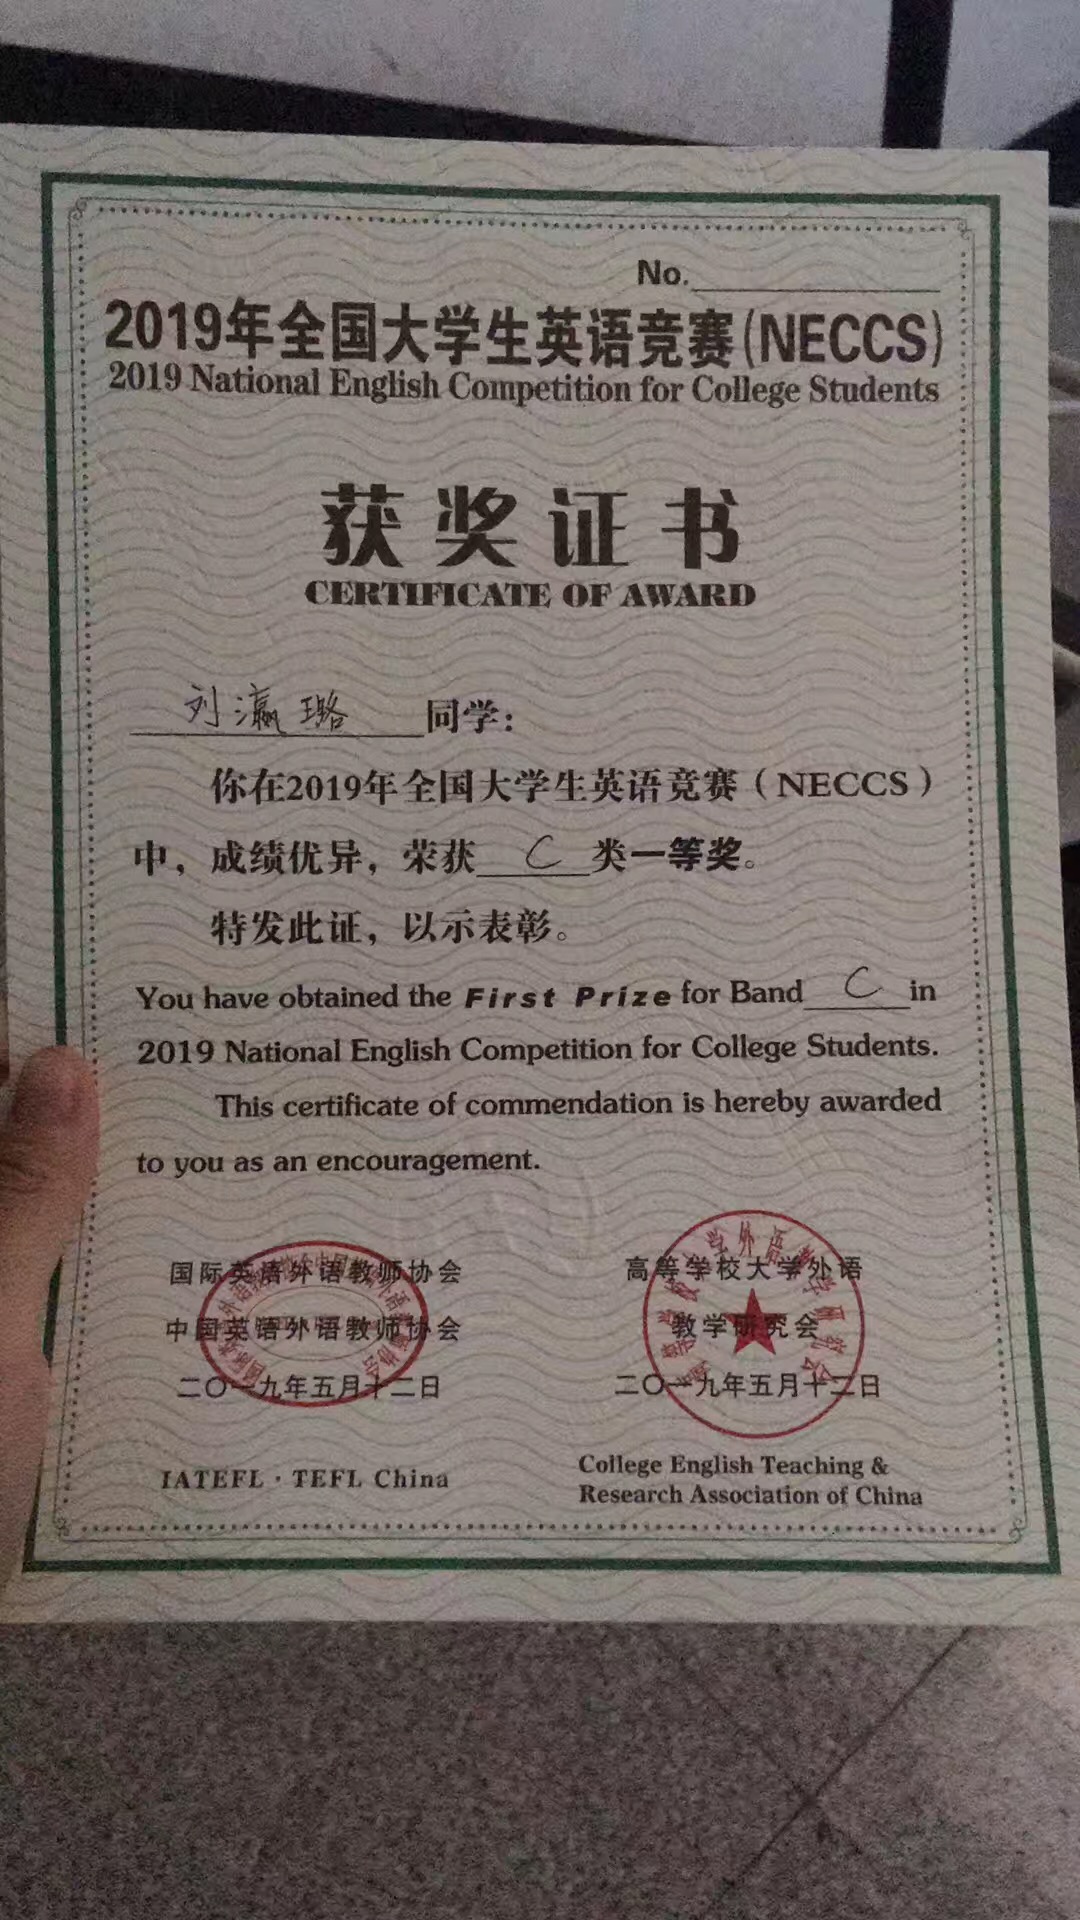 No.
2019年全国大学生英语竞赛(NECCS)
2019 National English Competition for College Students
获奖证书
CERTIFICATE OF AWARD
刘瀛璐同学:
你在2019年全国大学生英语竞赛（NECCS）
中，成绩优异，荣获 C 类一等奖。
特发此证，以示表彰。
You have obtained the First Prize for Band C in
2019 National English Competition for College Students.
This certificate of commendation is hereby awarded
to you as an encouragement.
国际英语外语教师协会
中国英语外语教师协会
二〇一九年五月十二日
IATEFL · TEFL China
高等学校大学外语
教学研究会
二〇一九年五月十二日
College English Teaching &
Research Association of China